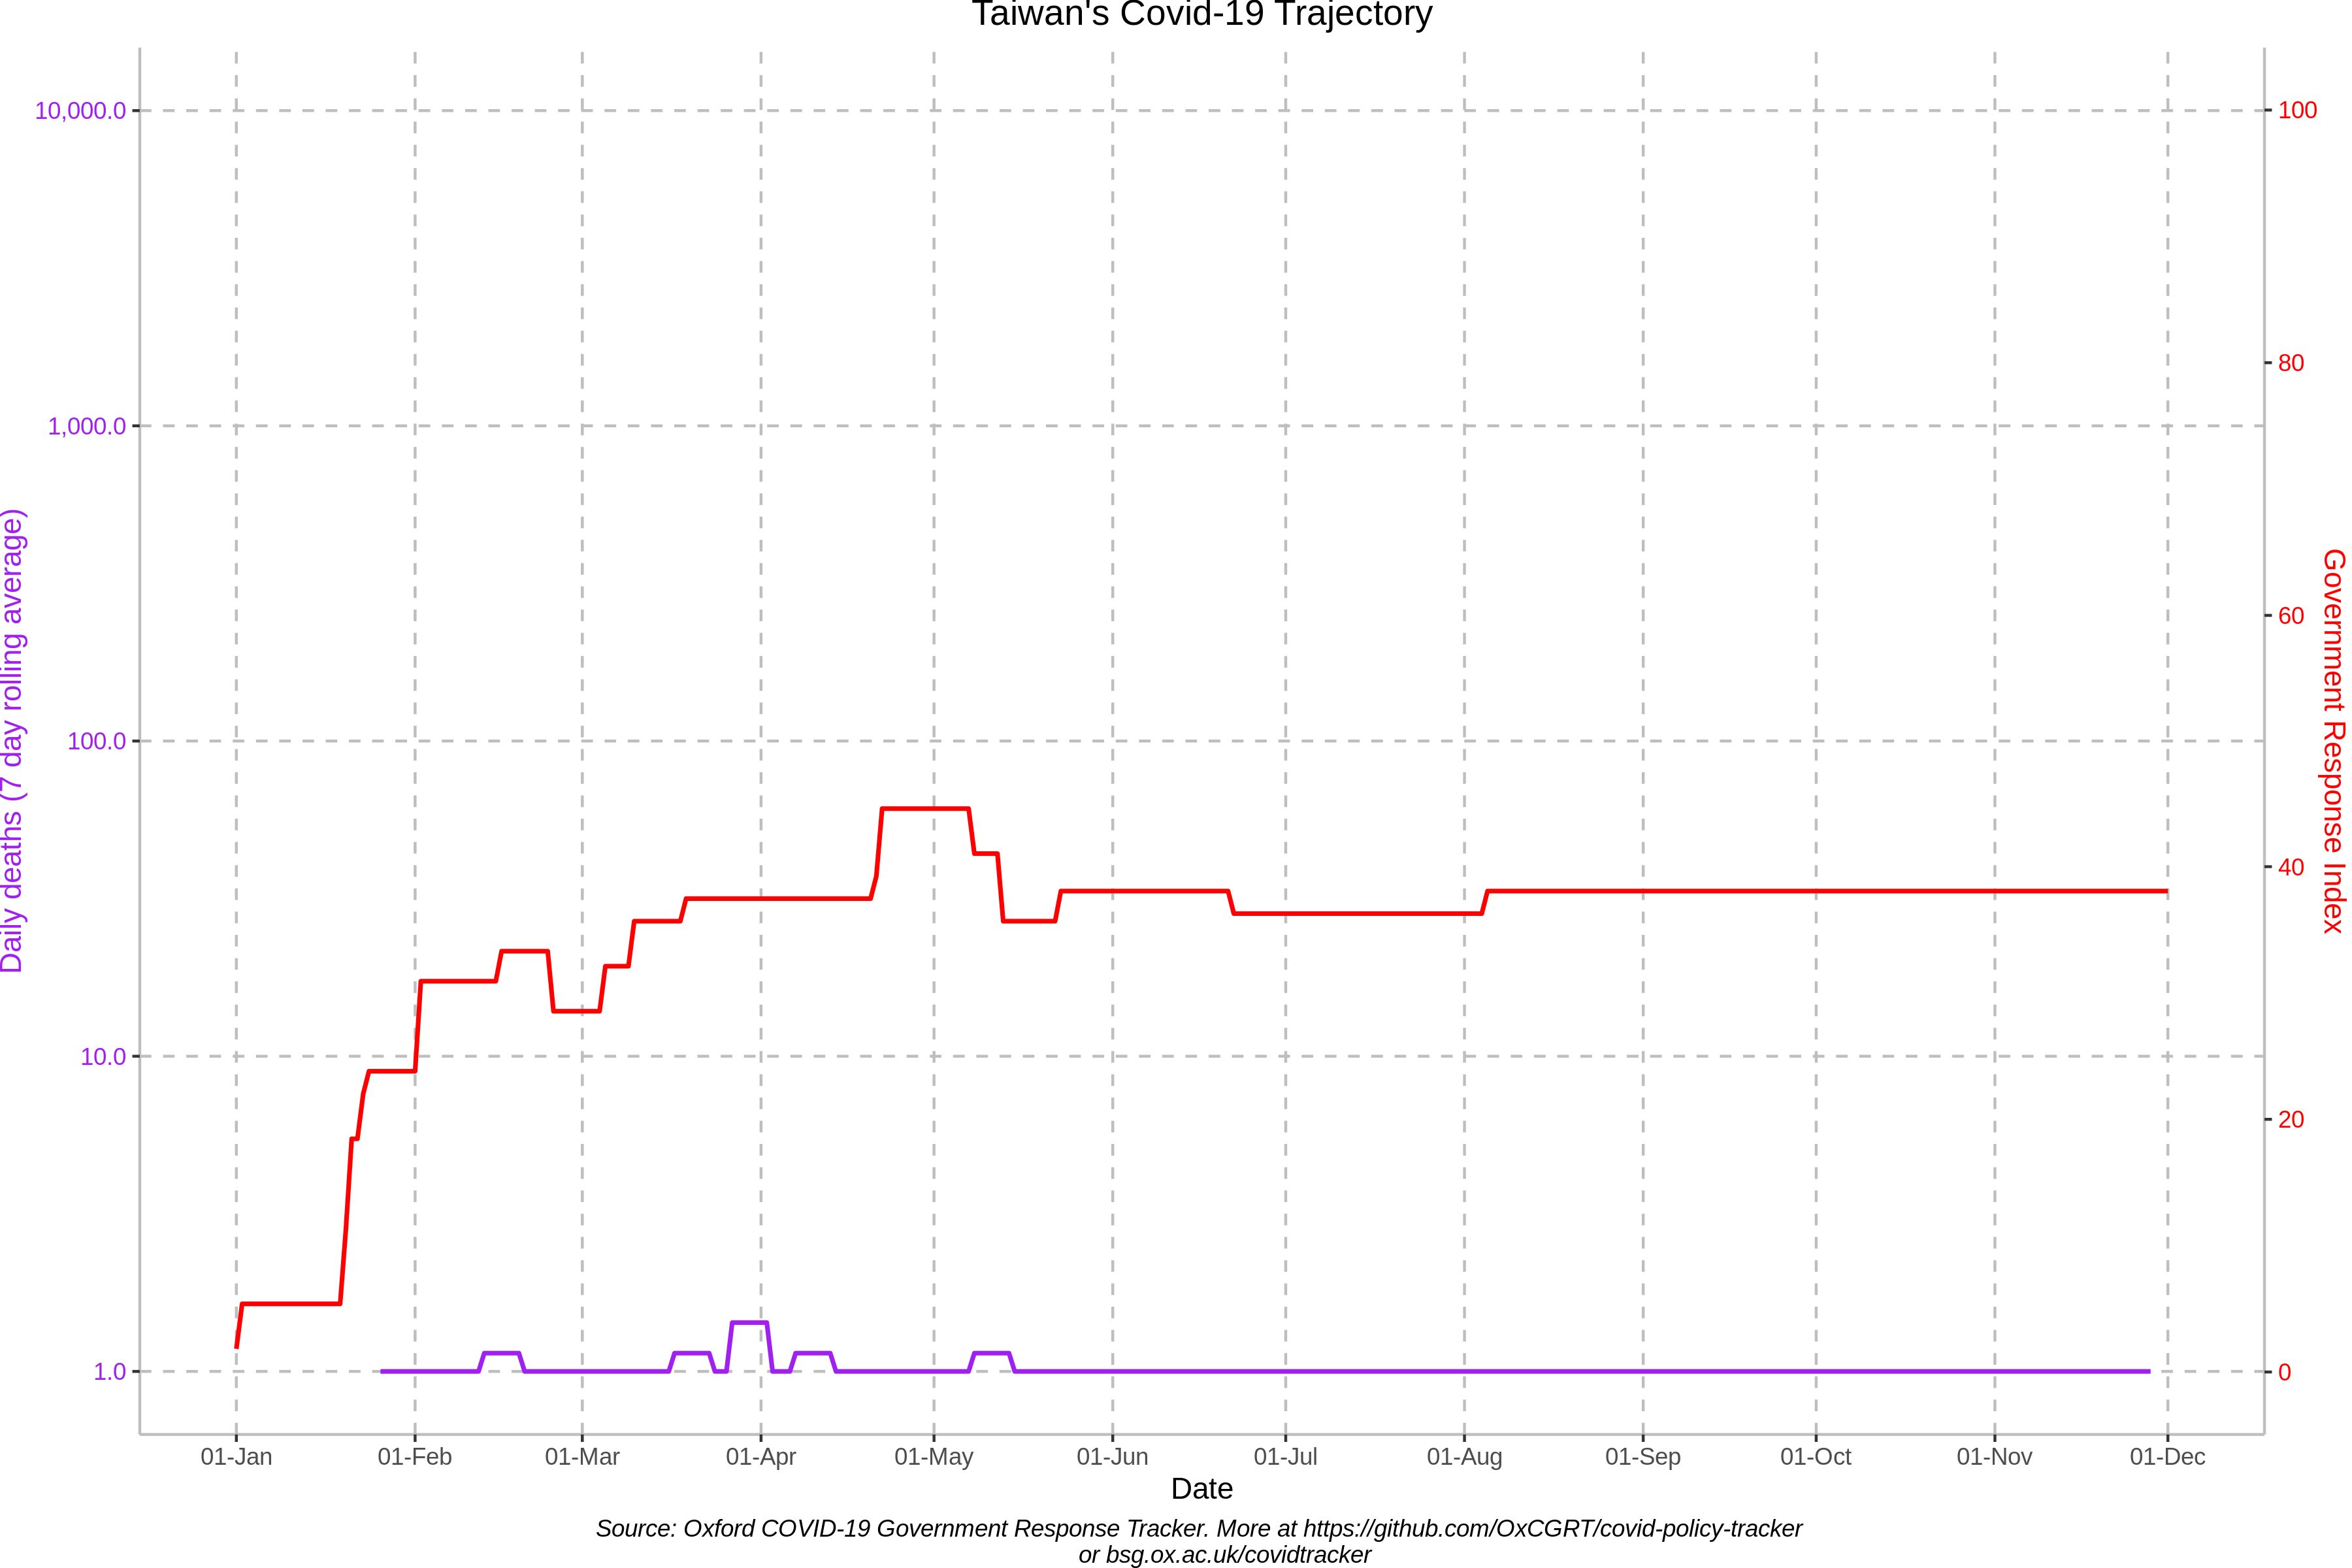 Taiwan's Covid-19 Trajectory
Daily deaths (7 day rolling average)
10,000.0
1,000.0
100.0
10.0
1.0
100
80
60
40
20
0
Government Response Index
01-Jan 01-Feb 01-Mar 01-Apr 01-May 01-Jun 01-Jul 01-Aug 01-Sep 01-Oct 01-Nov 01-Dec
Date
Source: Oxford COVID-19 Government Response Tracker. More at https://github.com/OxCGRT/covid-policy-tracker
or bsg.ox.ac.uk/covidtracker